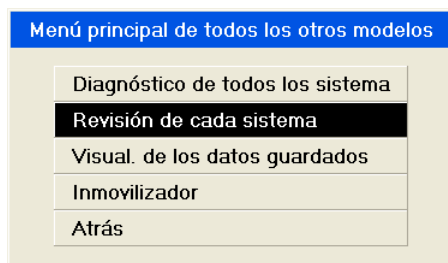 Menú principal de todos los otros modelos
Diagnóstico de todos los sistema
Revisión de cada sistema
Visual. de los datos guardados
Inmovilizador
Atrás